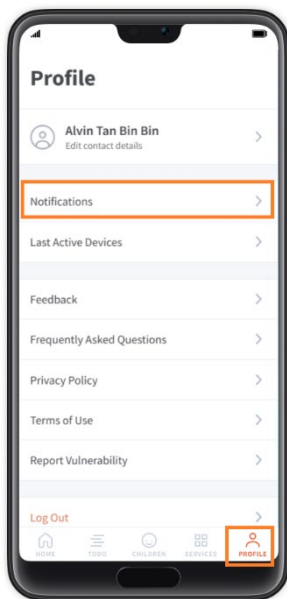 Profile
Alvin Tan Bin Bin
Edit contact details
Notifications
Last Active Devices
Feedback
Frequently Asked Questions
Privacy Policy
Terms of Use
Report Vulnerability
Log Out
HOME TODO CHILDREN SERVICES PROFILE